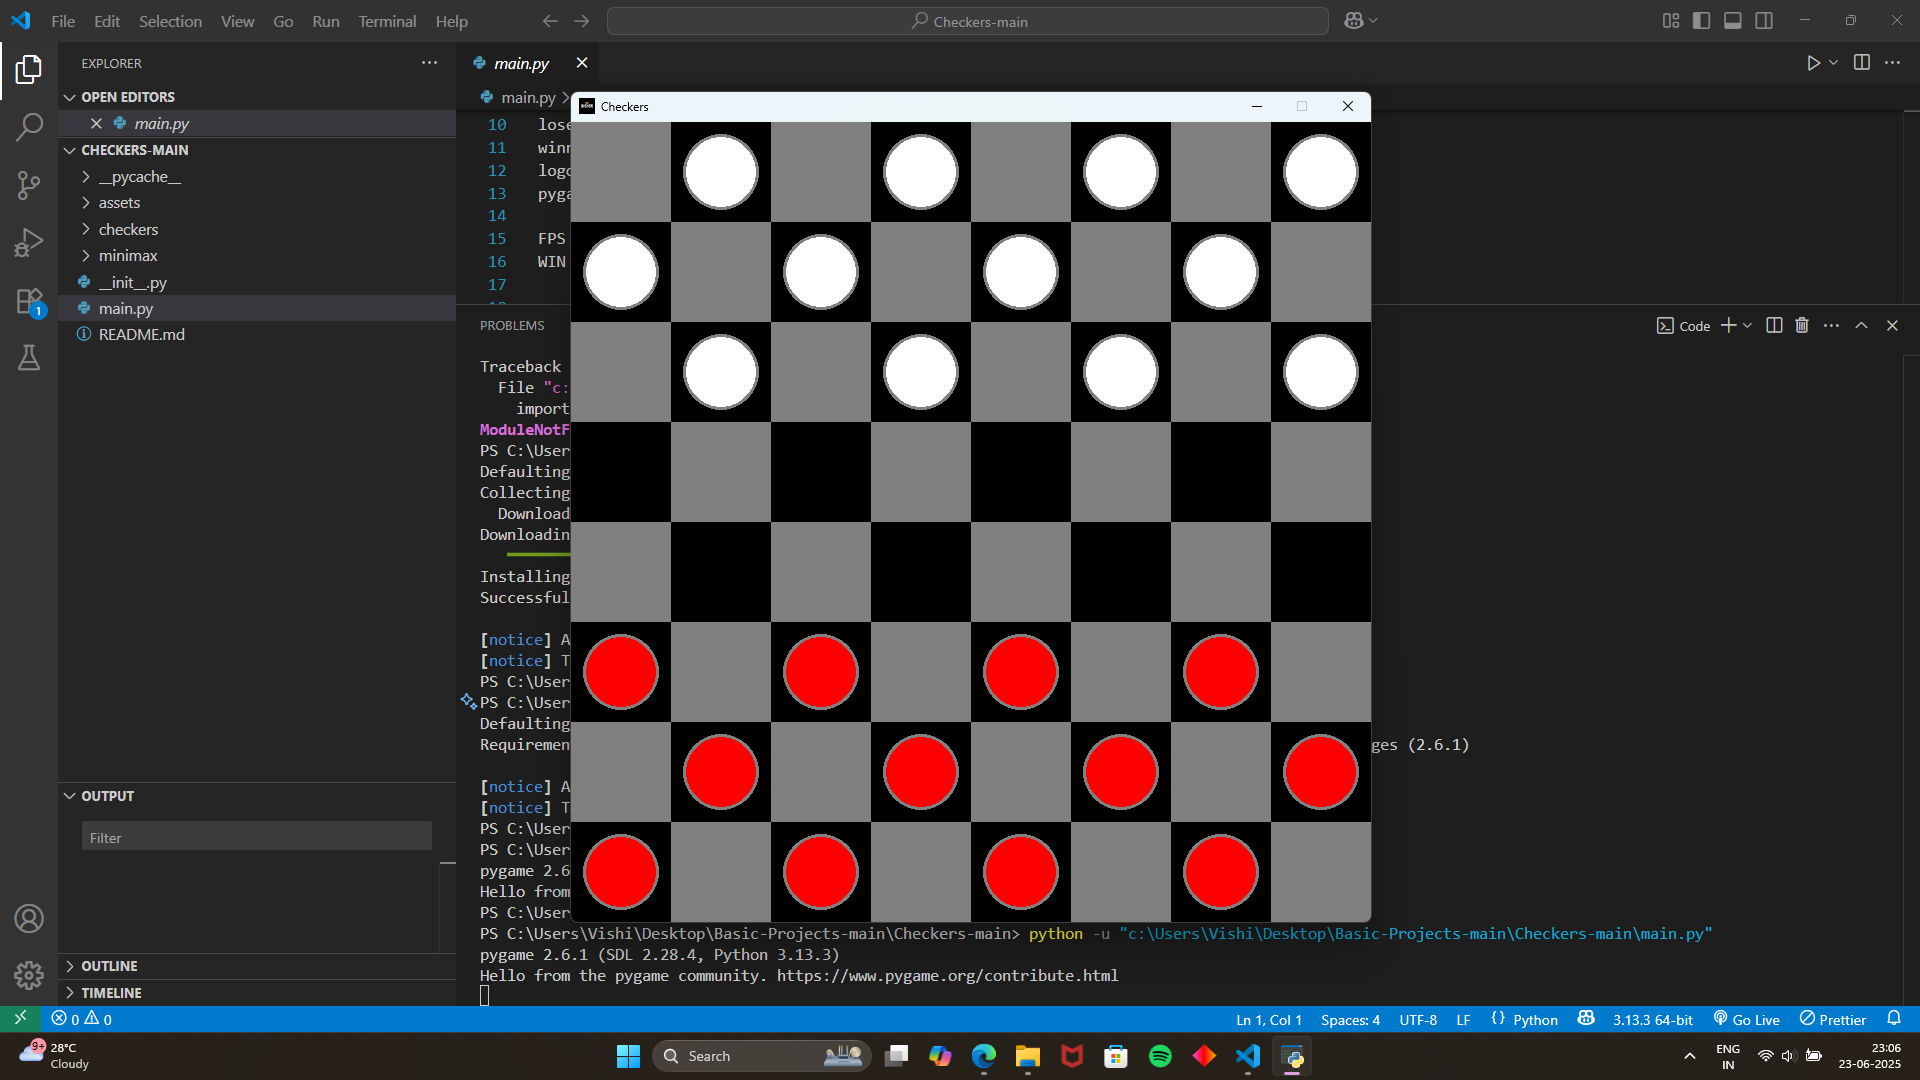 File Edit Selection View Go Run Terminal Help
Checkers-main
EXPLORER
OPEN EDITORS
main.py
CHECKERS-MAIN
__pycache__
assets
checkers
minimax
__init__.py
main.py
README.md
OUTPUT
Filter
OUTLINE
TIMELINE
1
main.py
main.py
Checkers
10 lose
11 winn
12 logo
13 pyga
14
15 FPS
16 WIN
17
PROBLEMS
Code
Traceback
File "c:
import
ModuleNotF
PS C:\User
Defaulting
Collecting
Download
Downloadin
Installing
Successful
[notice] A
[notice] T
PS C:\User
PS C:\User
Defaulting
Requiremen ges (2.6.1)
[notice] A
[notice] T
PS C:\User
PS C:\User
pygame 2.6
Hello from
PS C:\User
PS C:\Users\Vishi\Desktop\Basic-Projects-main\Checkers-main> python -u "c:\Users\Vishi\Desktop\Basic-Projects-main\Checkers-main\main.py"
pygame 2.6.1 (SDL 2.28.4, Python 3.13.3)
Hello from the pygame community. https://www.pygame.org/contribute.html
0 0 Ln 1, Col 1 Spaces: 4 UTF-8 LF {} Python 3.13.3 64-bit Go Live Prettier
9+ 28°C
Cloudy
Search
ENG
IN
23:06
23-06-2025